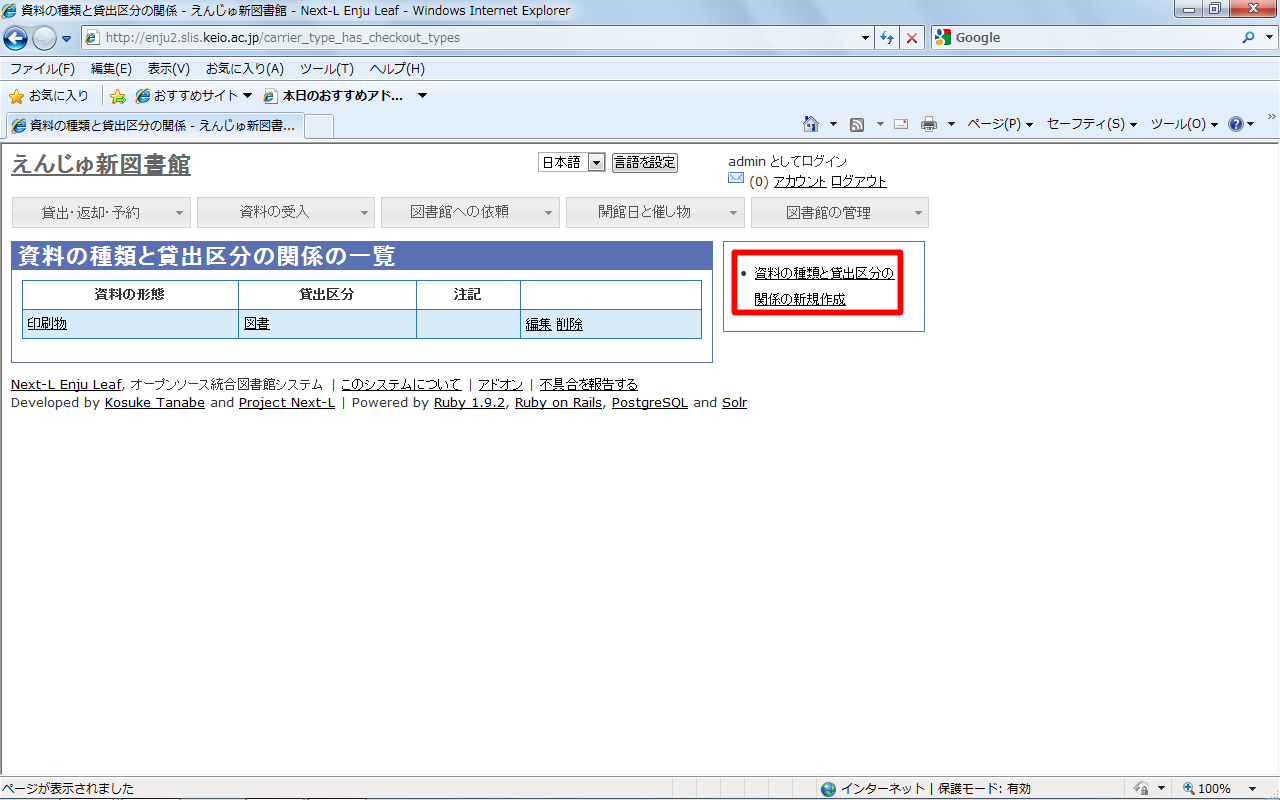 資料の種類と貸出区分の関係 - えんじゅ新図書館 - Next-L Enju Leaf - Windows Internet Explorer
http://enju2.slis.keio.ac.jp/carrier_type_has_checkout_types
Google
ファイル(F) 編集(E) 表示(V) お気に入り(A) ツール(T) ヘルプ(H)
お気に入り おすすめサイト 本日のおすすめアド...
資料の種類と貸出区分の関係 - えんじゅ新図書... ページ(P) セーフティ(S) ツール(O)
えんじゅ新図書館 日本語 言語を設定 admin としてログイン
(0) アカウント ログアウト
貸出・返却・予約 資料の受入 図書館への依頼 開館日と催し物 図書館の管理
資料の種類と貸出区分の関係の一覧
資料の形態 貸出区分 注記
印刷物 図書 編集 削除
資料の種類と貸出区分の
関係の新規作成
Next-L Enju Leaf, オープンソース統合図書館システム | このシステムについて | アドオン | 不具合を報告する
Developed by Kosuke Tanabe and Project Next-L | Powered by Ruby 1.9.2, Ruby on Rails, PostgreSQL and Solr
ページが表示されました インターネット | 保護モード: 有効 100%